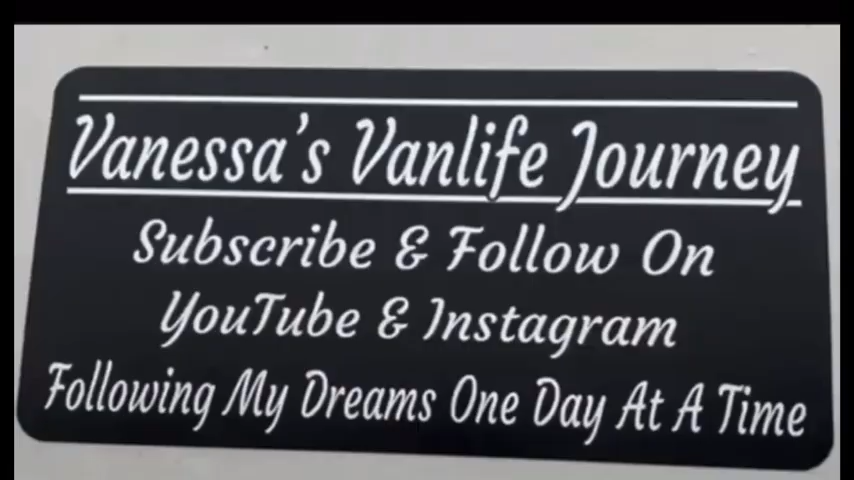 Vanessa's Vanlife Journey
Subscribe & Follow On
YouTube & Instagram
Following My Dreams One Day At A Time